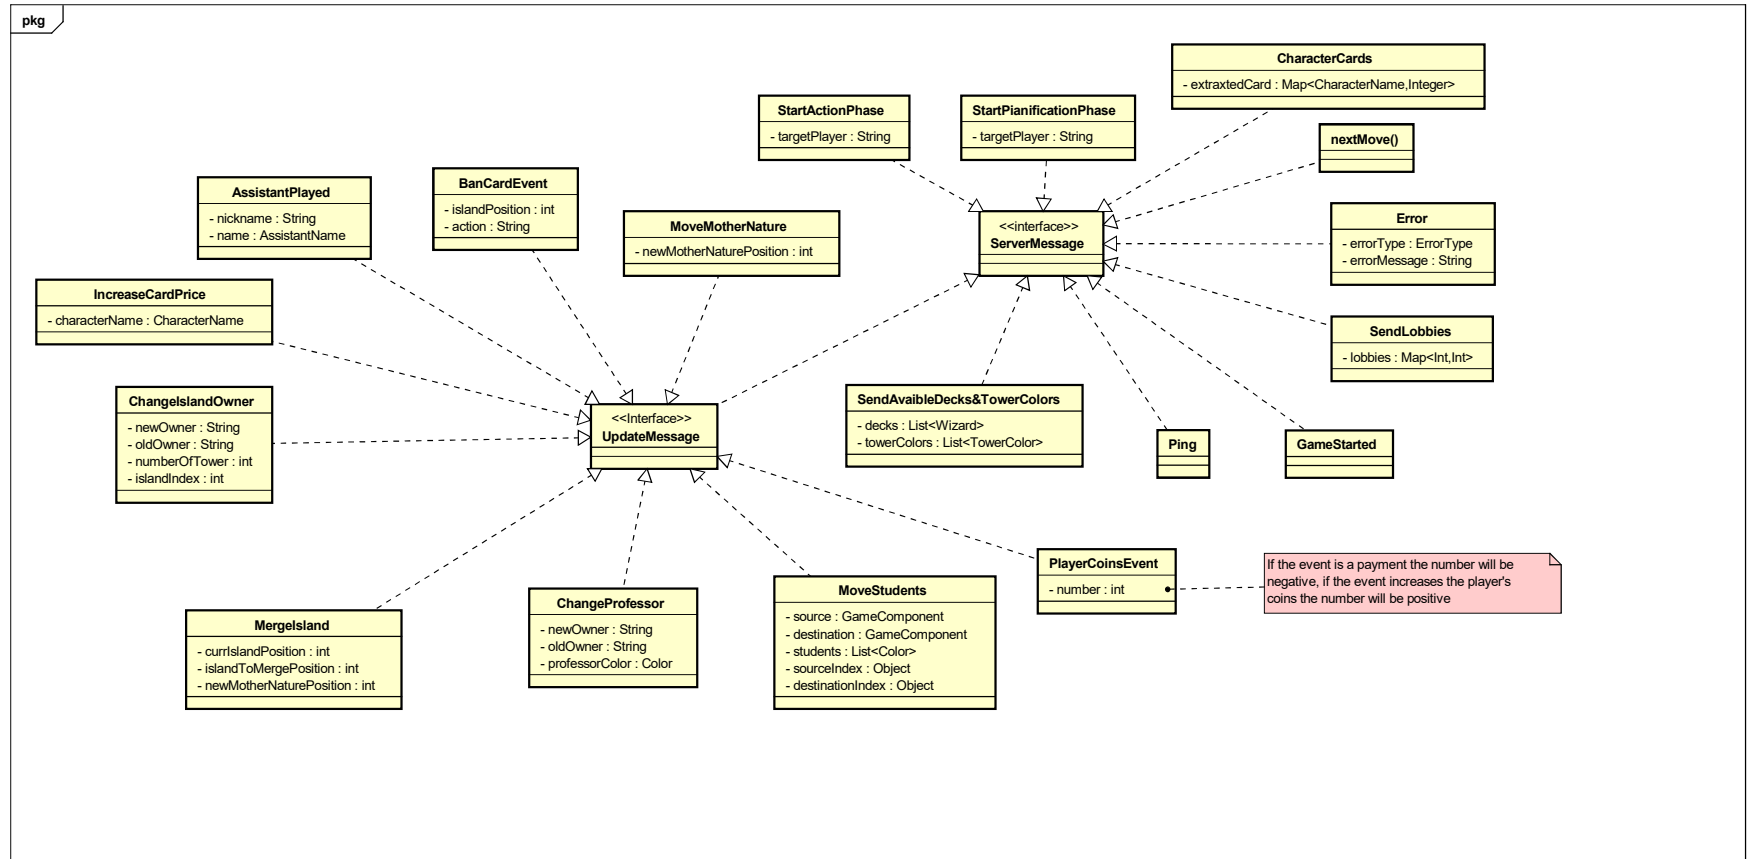 pkg
CharacterCards
- extraxtedCard : Map<CharacterName,Integer>
StartActionPhase
- targetPlayer : String
StartPianificationPhase
- targetPlayer : String
nextMove()
AssistantPlayed
- nickname : String
- name : AssistantName
BanCardEvent
- islandPosition : int
- action : String
MoveMotherNature
- newMotherNaturePosition : int
<<interface>>
ServerMessage
Error
- errorType : ErrorType
- errorMessage : String
IncreaseCardPrice
- characterName : CharacterName
SendLobbies
- lobbies : Map<Int,Int>
ChangeIslandOwner
- newOwner : String
- oldOwner : String
- numberOfTower : int
- islandIndex : int
<<Interface>>
UpdateMessage
SendAvaibleDecks&TowerColors
- decks : List<Wizard>
- towerColors : List<TowerColor>
Ping
GameStarted
PlayerCoinsEvent
- number : int
If the event is a payment the number will be
negative, if the event increases the player's
coins the number will be positive
MergeIsland
- currIslandPosition : int
- islandToMergePosition : int
- newMotherNaturePosition : int
ChangeProfessor
- newOwner : String
- oldOwner : String
- professorColor : Color
MoveStudents
- source : GameComponent
- destination : GameComponent
- students : List<Color>
- sourceIndex : Object
- destinationIndex : Object